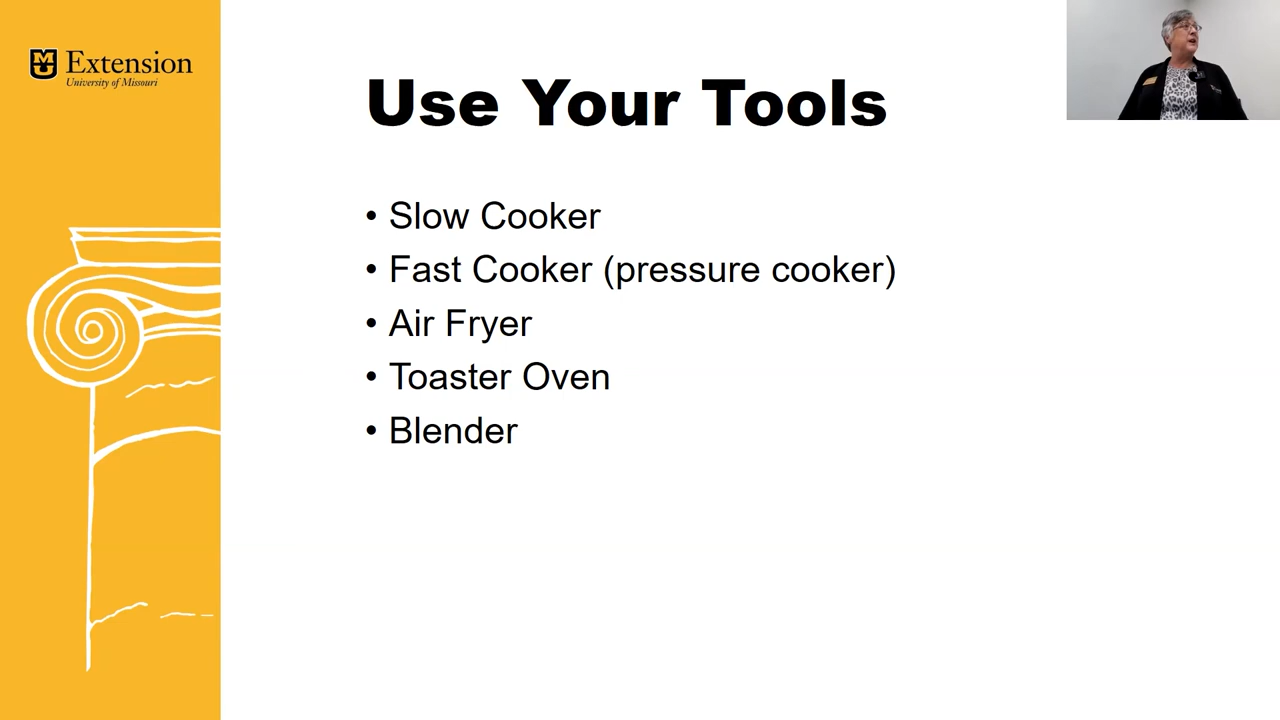 Extension
University of Missouri
Use Your Tools
• Slow Cooker
• Fast Cooker (pressure cooker)
• Air Fryer
• Toaster Oven
• Blender